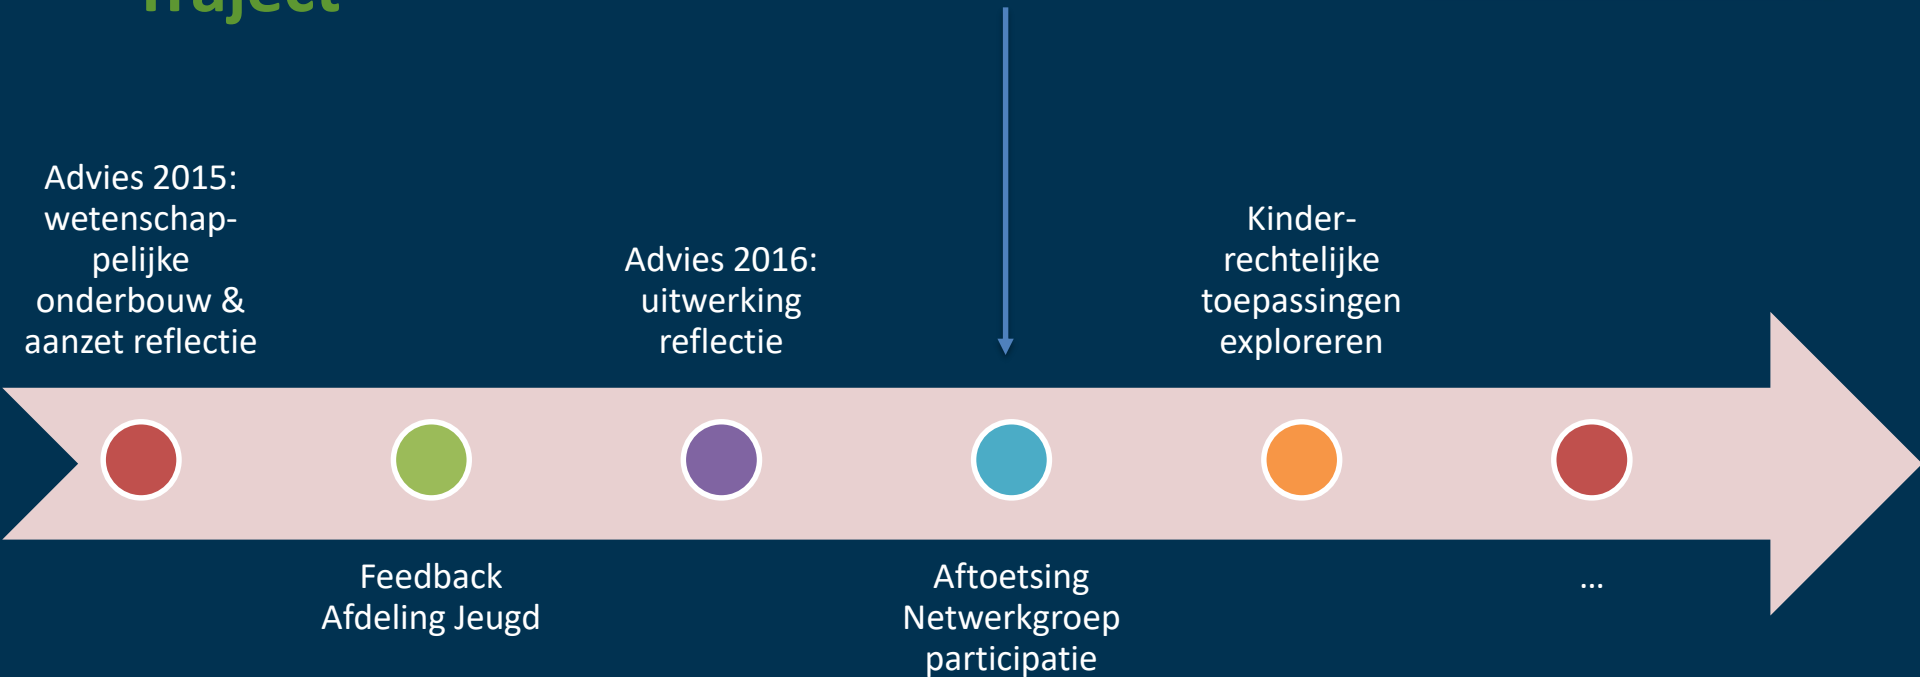 Traject
Advies 2015:
wetenschap-
pelijke
onderbouw &
aanzet reflectie
Feedback
Afdeling Jeugd
Advies 2016:
uitwerking
reflectie
Aftoetsing
Netwerkgroep
participatie
Kinder-
rechtelijke
toepassingen
exploreren
...